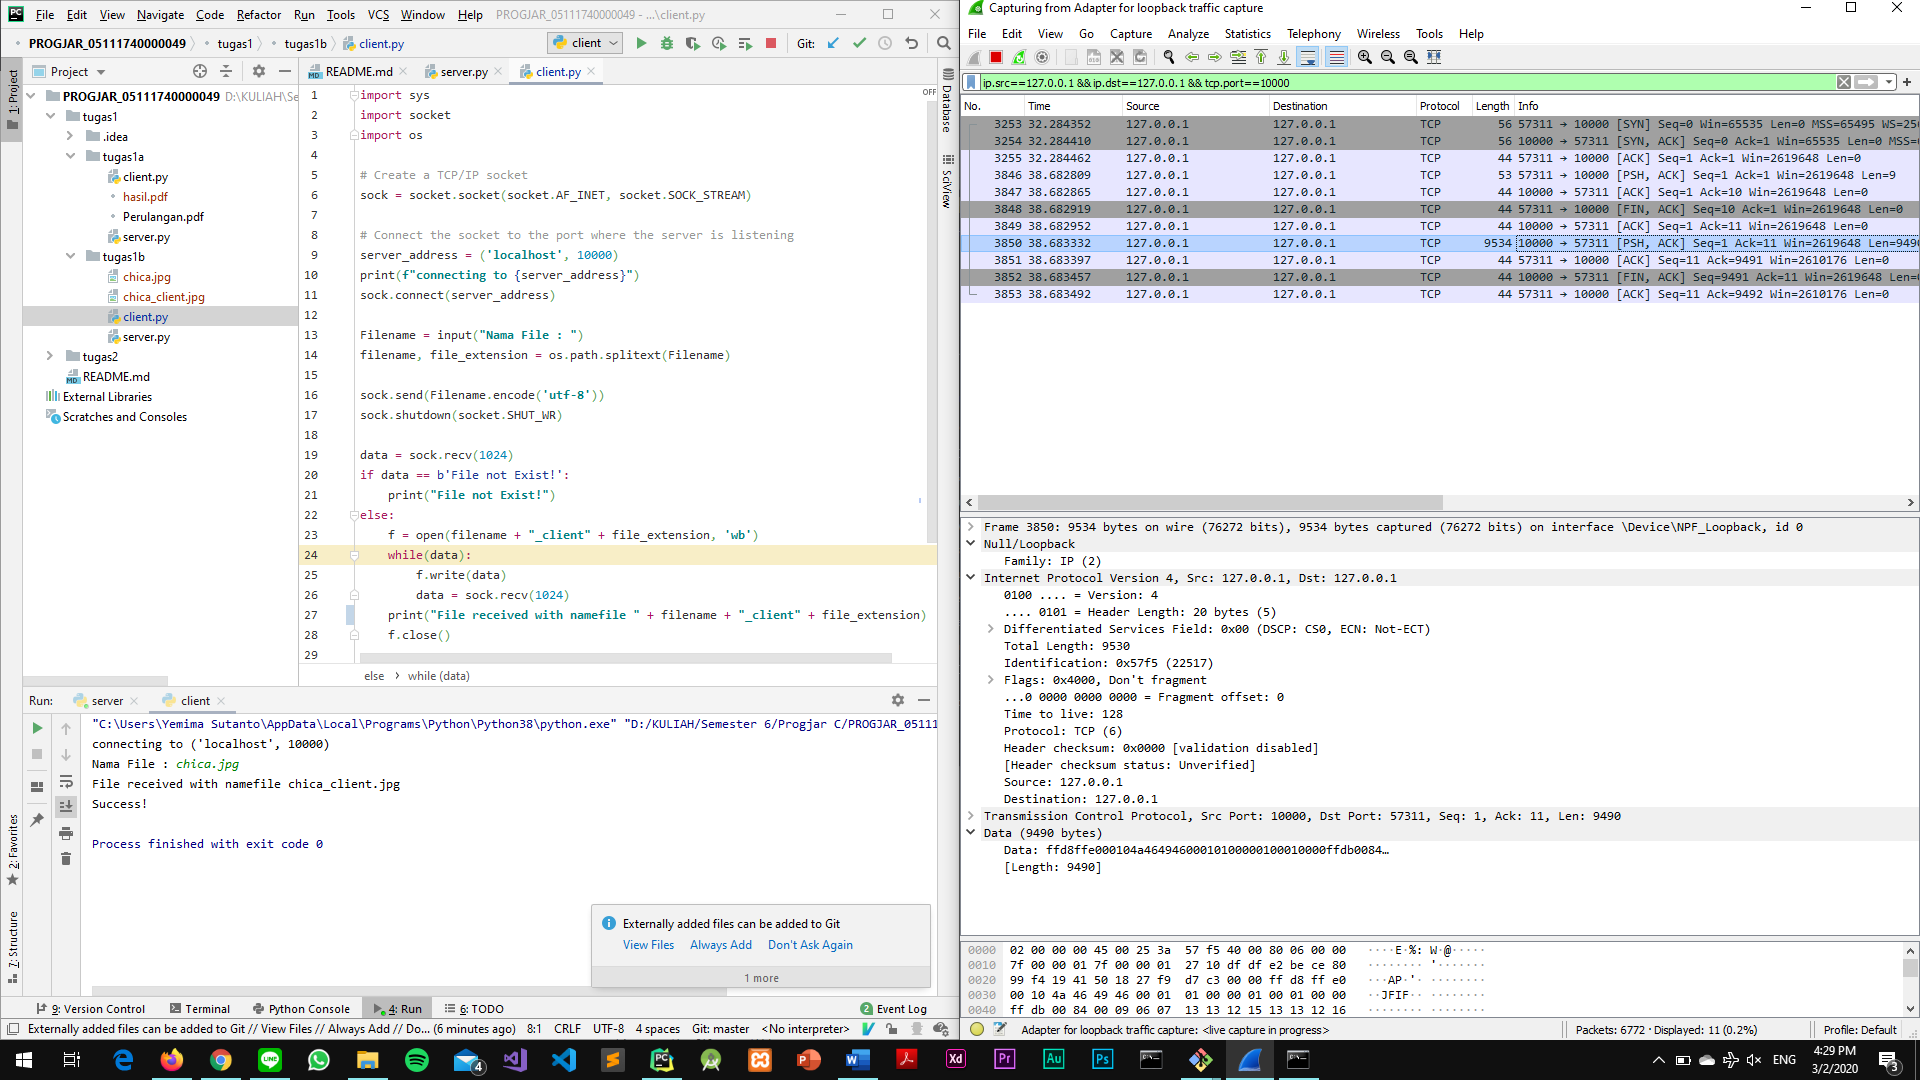 File Edit View Navigate Code Refactor Run Tools VCS Window Help PROGJAR_05111740000049 - ...\client.py
PROGJAR_05111740000049 tugas1 tugas1b client.py client Git:
Project
1: Project
PROGJAR_05111740000049 D:\KULIAH\Se
tugas1
.idea
tugas1a
client.py
hasil.pdf
Perulangan.pdf
server.py
tugas1b
chica.jpg
chica_client.jpg
client.py
server.py
tugas2
README.md
External Libraries
Scratches and Consoles
README.md server.py client.py
OFF
Database
SciView
1 import sys
2 import socket
3 import os
4
5 # Create a TCP/IP socket
6 sock = socket.socket(socket.AF_INET, socket.SOCK_STREAM)
7
8 # Connect the socket to the port where the server is listening
9 server_address = ('localhost', 10000)
10 print(f"connecting to {server_address}")
11 sock.connect(server_address)
12
13 Filename = input("Nama File : ")
14 filename, file_extension = os.path.splitext(Filename)
15
16 sock.send(Filename.encode('utf-8'))
17 sock.shutdown(socket.SHUT_WR)
18
19 data = sock.recv(1024)
20 if data == b'File not Exist!':
21 print("File not Exist!")
22 else:
23 f = open(filename + "_client" + file_extension, 'wb')
24 while(data):
25 f.write(data)
26 data = sock.recv(1024)
27 print("File received with namefile " + filename + "_client" + file_extension)
28 f.close()
29
else › while (data)
Run: server client
"C:\Users\Yemima Sutanto\AppData\Local\Programs\Python\Python38\python.exe" "D:/KULIAH/Semester 6/Progjar C/PROGJAR_05111
connecting to ('localhost', 10000)
Nama File : chica.jpg
File received with namefile chica_client.jpg
Success!
Process finished with exit code 0
2: Favorites
7: Structure
Externally added files can be added to Git
View Files Always Add Don't Ask Again
1 more
9: Version Control Terminal Python Console 4: Run 6: TODO 2 Event Log
Externally added files can be added to Git // View Files // Always Add // Do... (6 minutes ago) 8:1 CRLF UTF-8 4 spaces Git: master <No interpreter>
Capturing from Adapter for loopback traffic capture
File Edit View Go Capture Analyze Statistics Telephony Wireless Tools Help
ip.src==127.0.0.1 && ip.dst==127.0.0.1 && tcp.port==10000
No. Time Source Destination Protocol Length Info
3253 32.284352 127.0.0.1 127.0.0.1 TCP 56 57311 → 10000 [SYN] Seq=0 Win=65535 Len=0 MSS=65495 WS=256
3254 32.284410 127.0.0.1 127.0.0.1 TCP 56 10000 → 57311 [SYN, ACK] Seq=0 Ack=1 Win=65535 Len=0 MSS=
3255 32.284462 127.0.0.1 127.0.0.1 TCP 44 57311 → 10000 [ACK] Seq=1 Ack=1 Win=2619648 Len=0
3846 38.682809 127.0.0.1 127.0.0.1 TCP 53 57311 → 10000 [PSH, ACK] Seq=1 Ack=1 Win=2619648 Len=9
3847 38.682865 127.0.0.1 127.0.0.1 TCP 44 10000 → 57311 [ACK] Seq=1 Ack=10 Win=2619648 Len=0
3848 38.682919 127.0.0.1 127.0.0.1 TCP 44 57311 → 10000 [FIN, ACK] Seq=10 Ack=1 Win=2619648 Len=0
3849 38.682952 127.0.0.1 127.0.0.1 TCP 44 10000 → 57311 [ACK] Seq=1 Ack=11 Win=2619648 Len=0
3850 38.683332 127.0.0.1 127.0.0.1 TCP 9534 10000 → 57311 [PSH, ACK] Seq=1 Ack=11 Win=2619648 Len=9490
3851 38.683397 127.0.0.1 127.0.0.1 TCP 44 57311 → 10000 [ACK] Seq=11 Ack=9491 Win=2610176 Len=0
3852 38.683457 127.0.0.1 127.0.0.1 TCP 44 10000 → 57311 [FIN, ACK] Seq=9491 Ack=11 Win=2619648 Len=
3853 38.683492 127.0.0.1 127.0.0.1 TCP 44 57311 → 10000 [ACK] Seq=11 Ack=9492 Win=2610176 Len=0
Frame 3850: 9534 bytes on wire (76272 bits), 9534 bytes captured (76272 bits) on interface \Device\NPF_Loopback, id 0
Null/Loopback
Family: IP (2)
Internet Protocol Version 4, Src: 127.0.0.1, Dst: 127.0.0.1
0100 .... = Version: 4
.... 0101 = Header Length: 20 bytes (5)
Differentiated Services Field: 0x00 (DSCP: CS0, ECN: Not-ECT)
Total Length: 9530
Identification: 0x57f5 (22517)
Flags: 0x4000, Don't fragment
...0 0000 0000 0000 = Fragment offset: 0
Time to live: 128
Protocol: TCP (6)
Header checksum: 0x0000 [validation disabled]
[Header checksum status: Unverified]
Source: 127.0.0.1
Destination: 127.0.0.1
Transmission Control Protocol, Src Port: 10000, Dst Port: 57311, Seq: 1, Ack: 11, Len: 9490
Data (9490 bytes)
Data: ffd8ffe000104a46494600010100000100010000ffdb0084…
[Length: 9490]
0000 02 00 00 00 45 00 25 3a 57 f5 40 00 80 06 00 00 ····E·%: W·@·····
0010 7f 00 00 01 7f 00 00 01 27 10 df df e2 be ce 80 ········ '·······
0020 99 f4 19 41 50 18 27 f9 d7 c3 00 00 ff d8 ff e0 ···AP·'· ········
0030 00 10 4a 46 49 46 00 01 01 00 00 01 00 01 00 00 ··JFIF·· ········
0040 ff db 00 84 00 09 06 07 13 13 12 15 13 13 12 16 ········ ········
Adapter for loopback traffic capture: <live capture in progress> Packets: 6772 · Displayed: 11 (0.2%) Profile: Default
4 Xd Pr Au Ps ENG 4:29 PM
3/2/2020 3